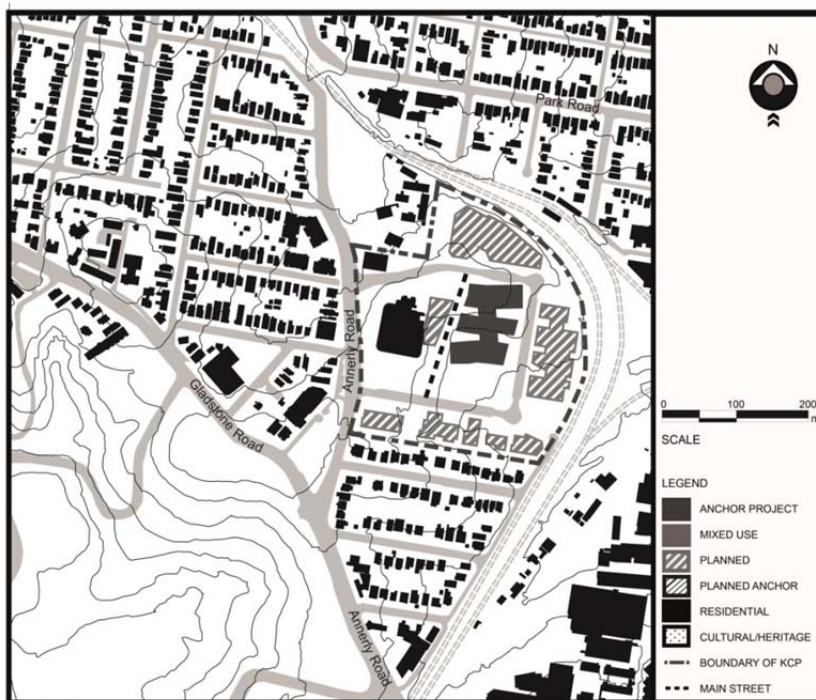 N
Park Road
Annerly Road
Gladstone Road
Annerly Road
0 100 200
m
SCALE
LEGEND
ANCHOR PROJECT
MIXED USE
PLANNED
PLANNED ANCHOR
RESIDENTIAL
CULTURAL/HERITAGE
BOUNDARY OF KCP
MAIN STREET